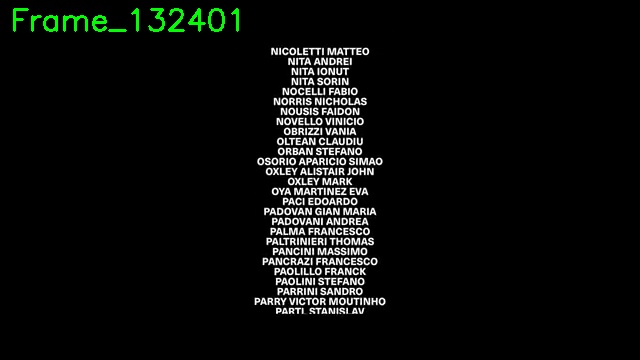 Frame_132401
NICOLETTI MATTEO
NITA ANDREI
NITA IONUT
NITA SORIN
NOCELLI FABIO
NORRIS NICHOLAS
NOUSIS FAIDON
NOVELLO VINICIO
OBRIZZI VANIA
OLTEAN CLAUDIU
ORBAN STEFANO
OSORIO APARICIO SIMAO
OXLEY ALISTAIR JOHN
OXLEY MARK
OYA MARTINEZ EVA
PACI EDOARDO
PADOVAN GIAN MARIA
PADOVANI ANDREA
PALMA FRANCESCO
PALTRINIERI THOMAS
PANCINI MASSIMO
PANCRAZI FRANCESCO
PAOLILLO FRANCK
PAOLINI STEFANO
PARRINI SANDRO
PARRY VICTOR MOUTINHO
PARTL STANISLAV